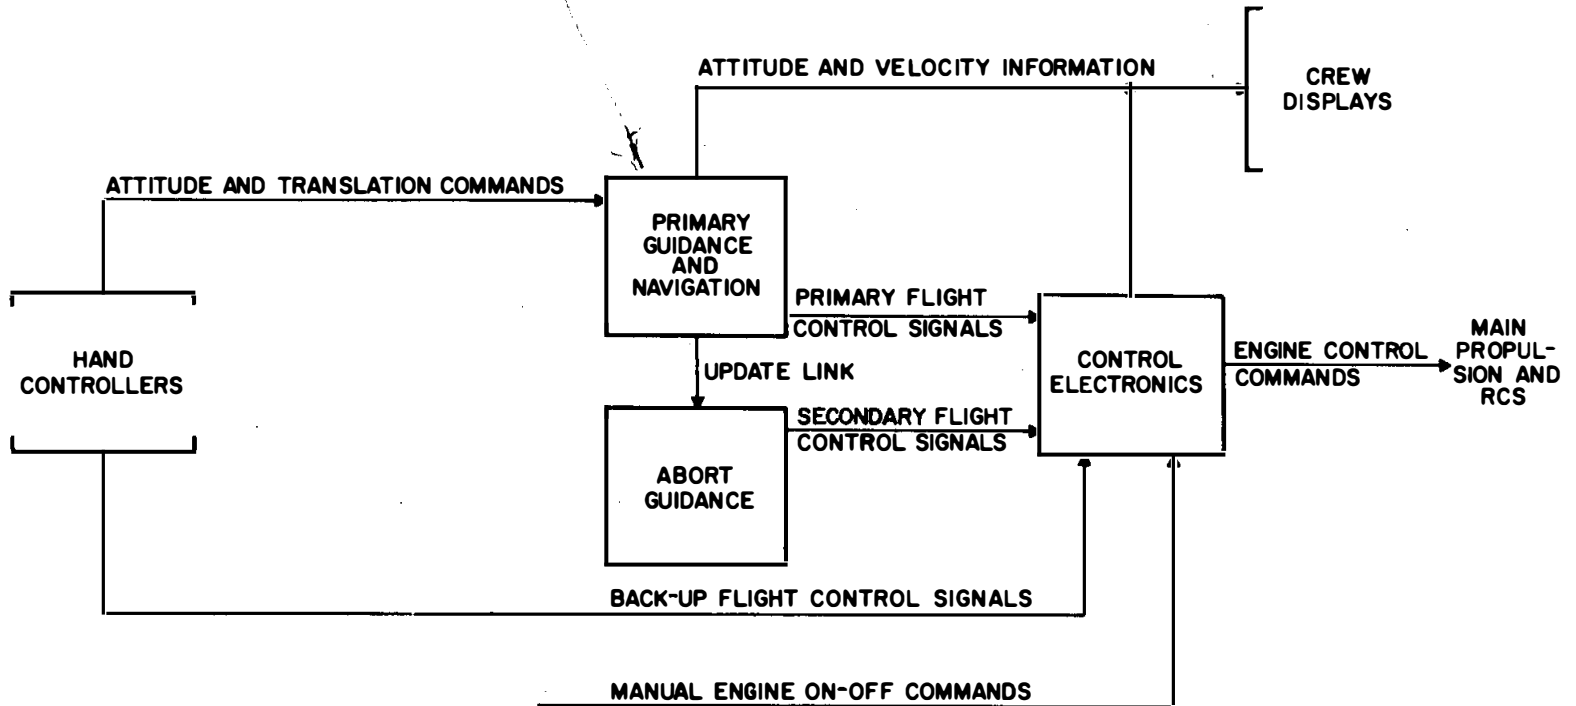 ATTITUDE AND VELOCITY INFORMATION
CREW
DISPLAYS
ATTITUDE AND TRANSLATION COMMANDS
PRIMARY
GUIDANCE
AND
NAVIGATION
PRIMARY FLIGHT
CONTROL SIGNALS
HAND
CONTROLLERS
UPDATE LINK
CONTROL
ELECTRONICS
ENGINE CONTROL
COMMANDS
MAIN
PROPUL-
SION AND
RCS
SECONDARY FLIGHT
CONTROL SIGNALS
ABORT
GUIDANCE
BACK-UP FLIGHT CONTROL SIGNALS
MANUAL ENGINE ON-OFF COMMANDS